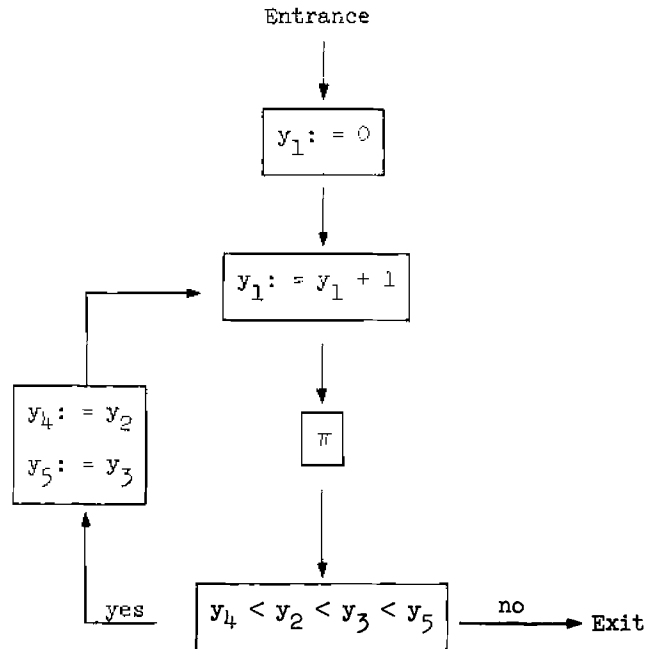 Entrance
y₁: = 0
y₁: = y₁ + 1
y₄: = y₂
y₅: = y₃
π
yes
y₄ < y₂ < y₃ < y₅
no
Exit